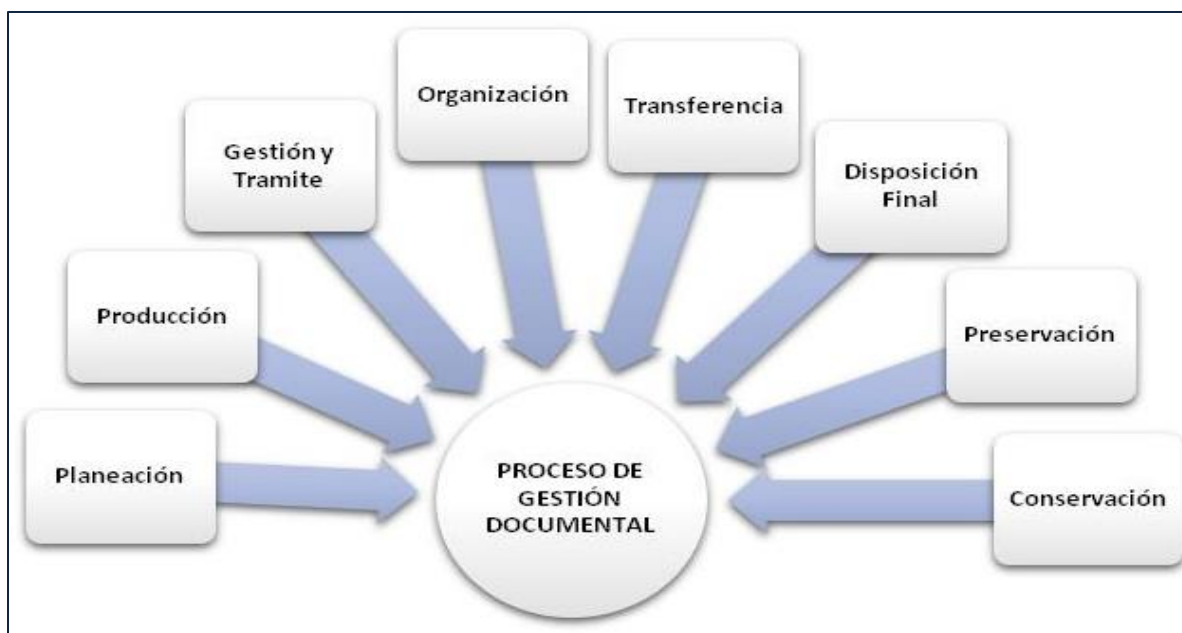 Planeación
Producción
Gestión y
Tramite
Organización
Transferencia
Disposición
Final
Preservación
Conservación
PROCESO DE
GESTIÓN
DOCUMENTAL